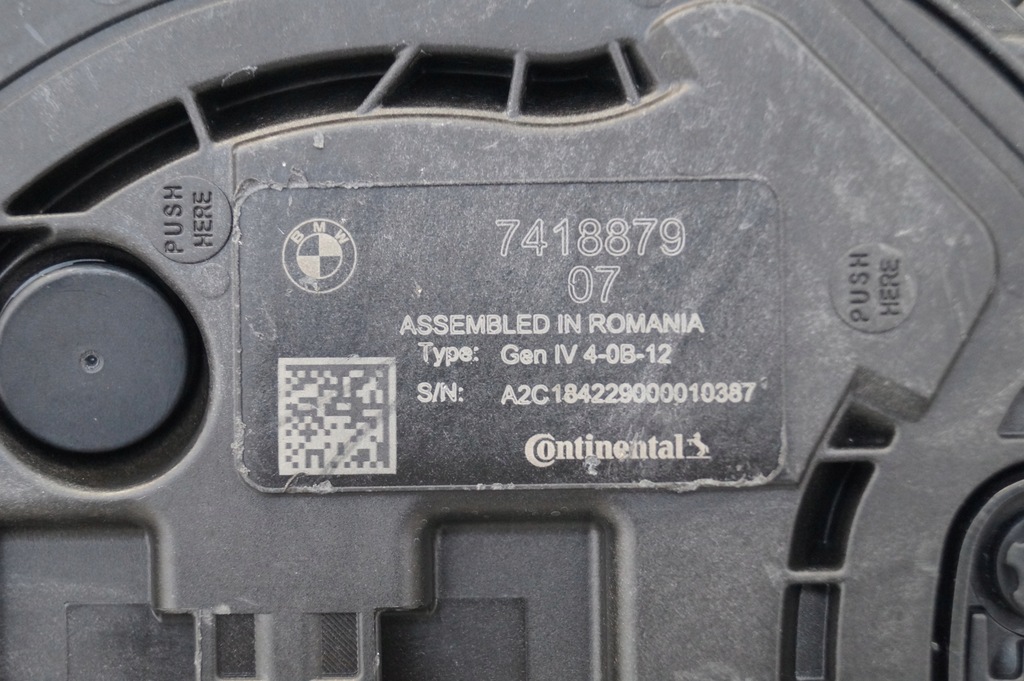 PUSH
HERE
BMW
7418879
07
ASSEMBLED IN ROMANIA
Type: Gen IV 4-0B-12
S/N: A2C184229000010387
Continental
PUSH
HERE